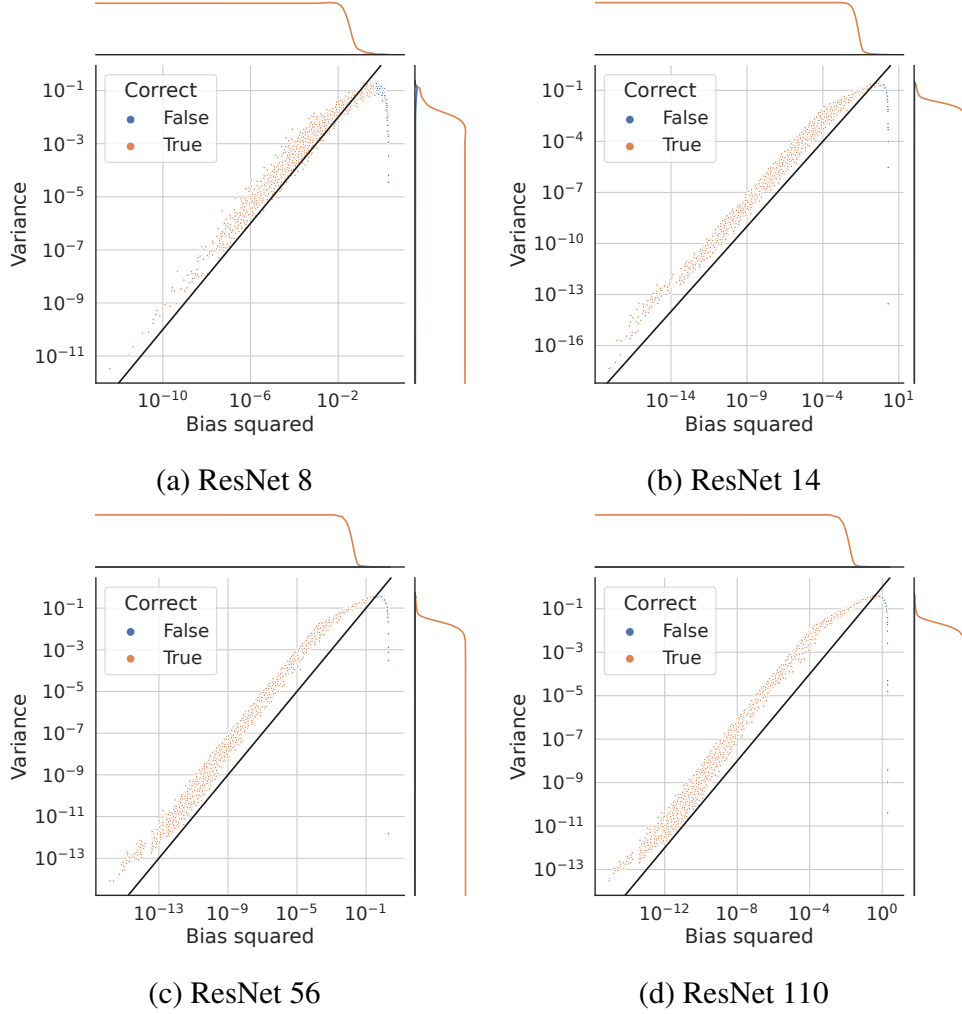 Correct
False
True
Variance
10⁻¹
10⁻³
10⁻⁵
10⁻⁷
10⁻⁹
10⁻¹¹
10⁻¹⁰ 10⁻⁶ 10⁻²
Bias squared
(a) ResNet 8
Correct
False
True
Variance
10⁻¹
10⁻⁴
10⁻⁷
10⁻¹⁰
10⁻¹³
10⁻¹⁶
10⁻¹⁴ 10⁻⁹ 10⁻⁴ 10¹
Bias squared
(b) ResNet 14
Correct
False
True
Variance
10⁻¹
10⁻³
10⁻⁵
10⁻⁷
10⁻⁹
10⁻¹¹
10⁻¹³
10⁻¹³ 10⁻⁹ 10⁻⁵ 10⁻¹
Bias squared
(c) ResNet 56
Correct
False
True
Variance
10⁻¹
10⁻³
10⁻⁵
10⁻⁷
10⁻⁹
10⁻¹¹
10⁻¹³
10⁻¹² 10⁻⁸ 10⁻⁴ 10⁰
Bias squared
(d) ResNet 110